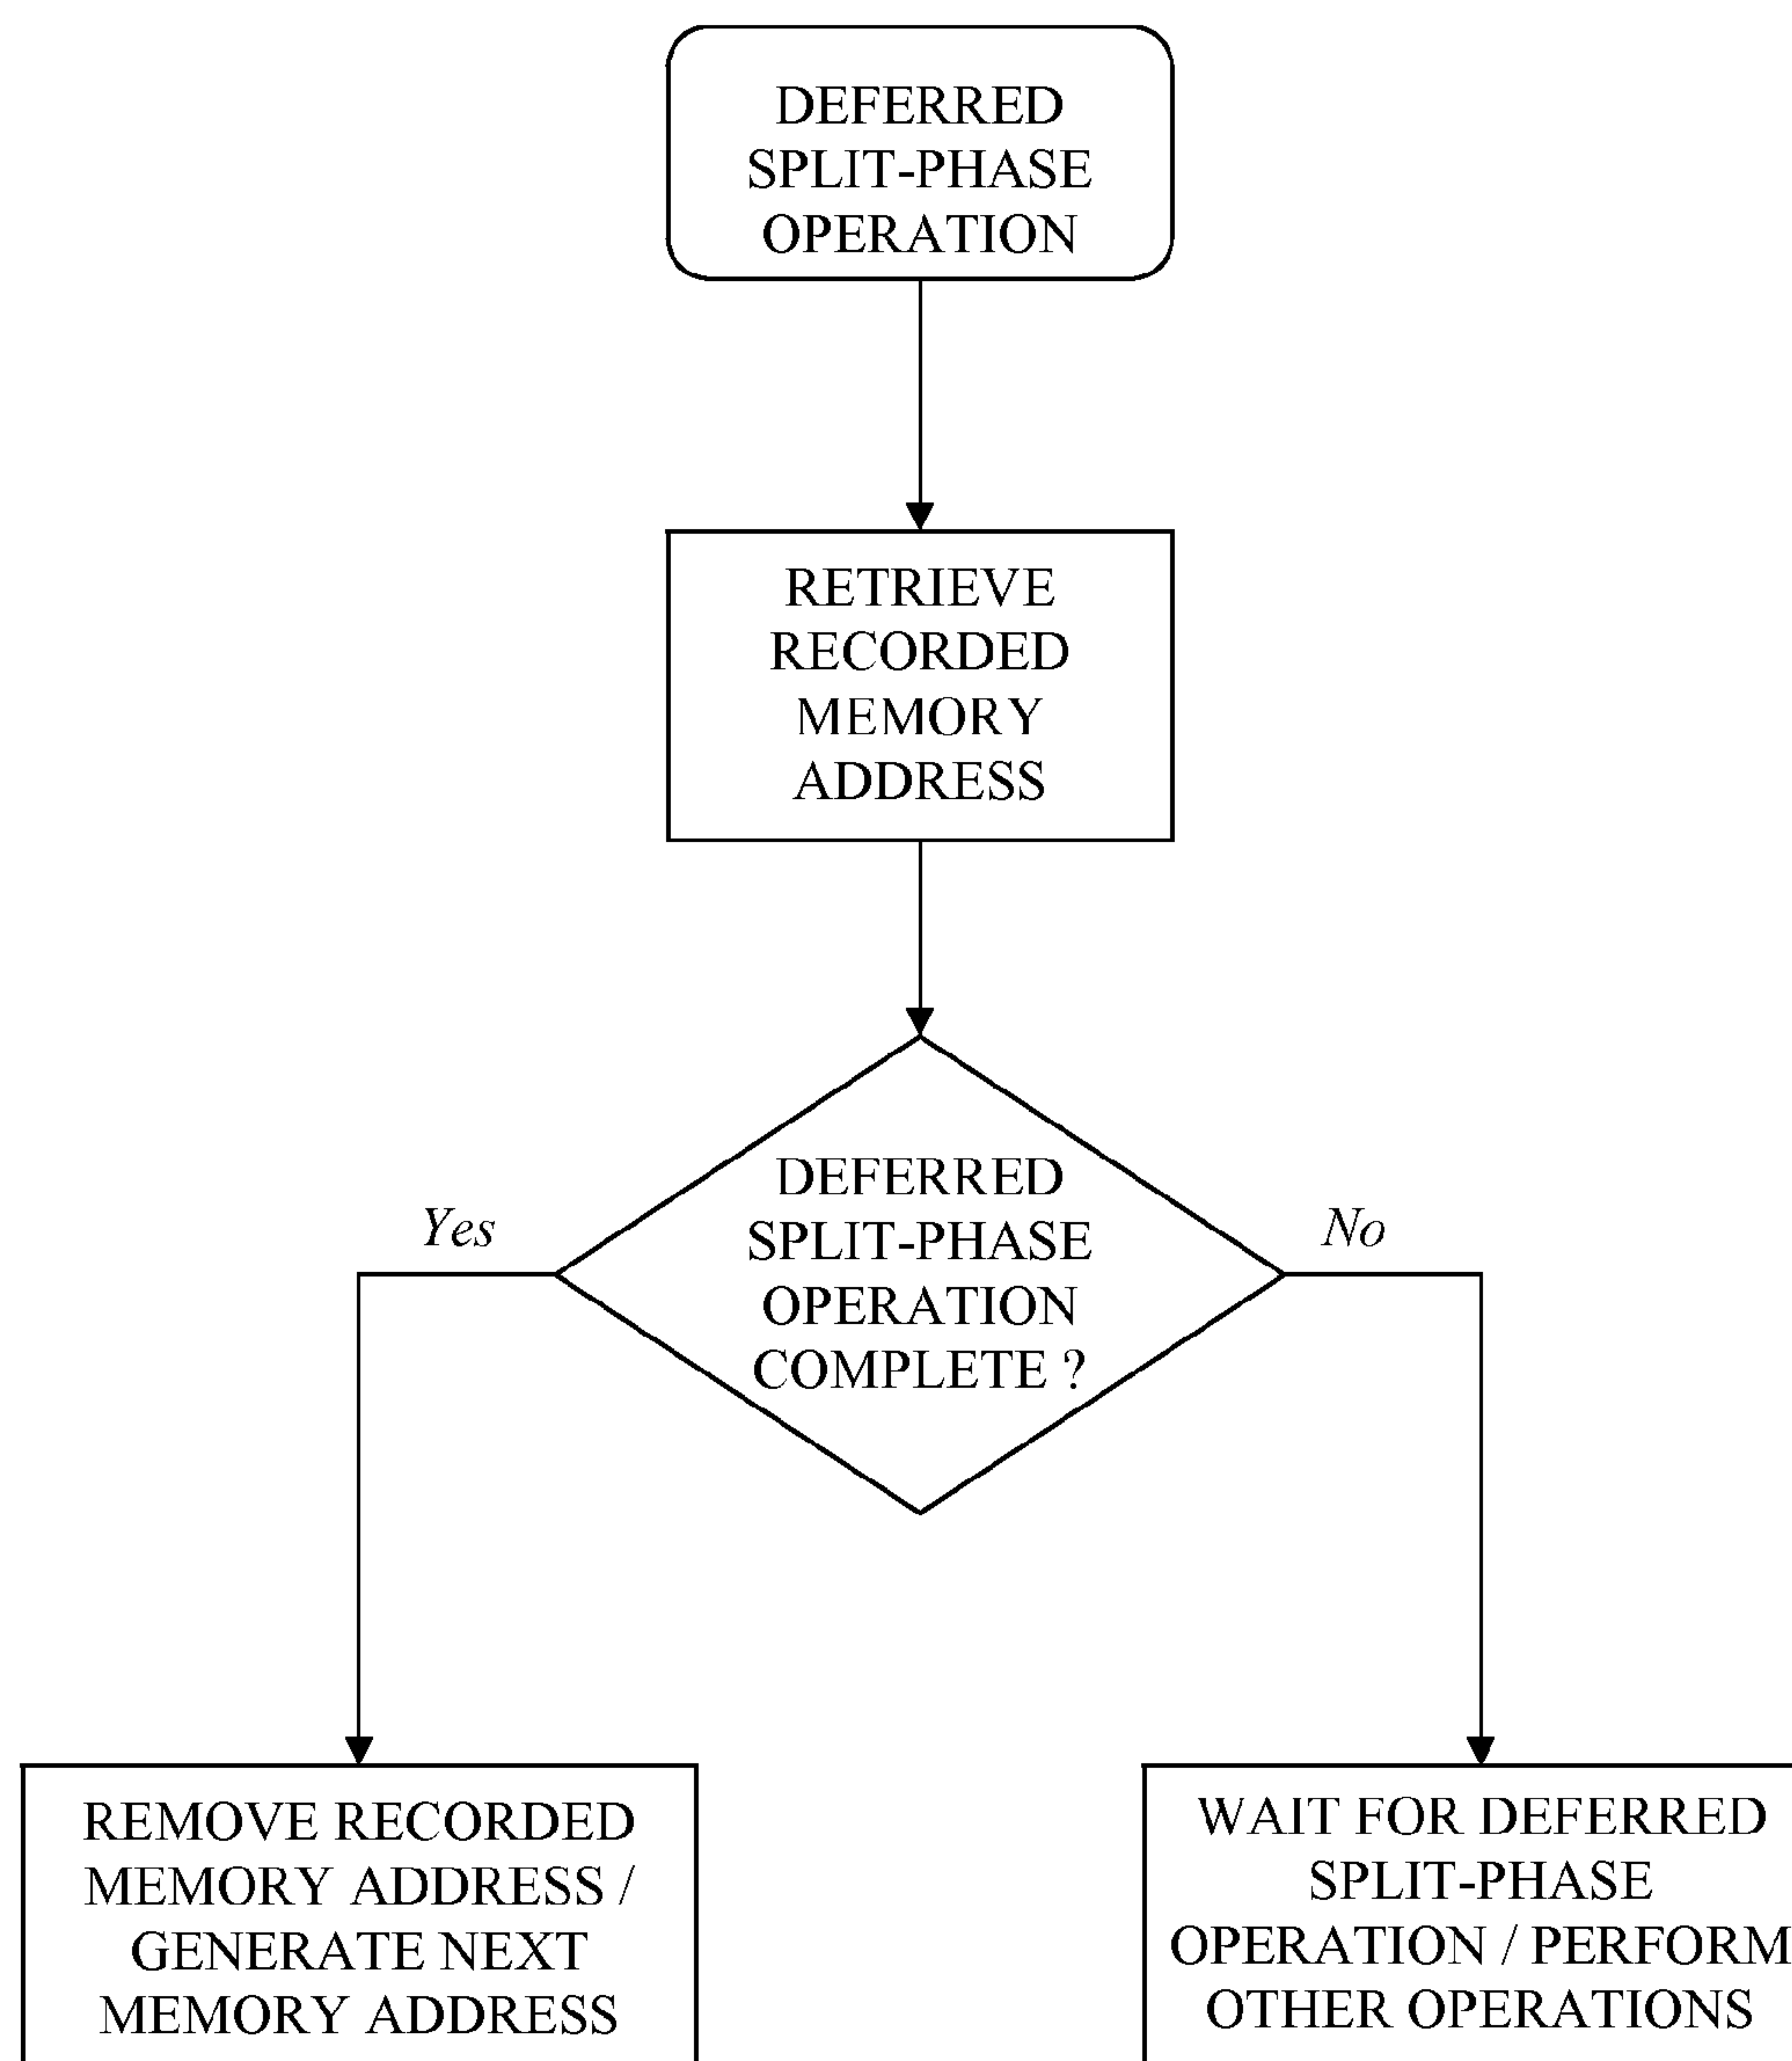 DEFERRED
SPLIT-PHASE
OPERATION
RETRIEVE
RECORDED
MEMORY
ADDRESS
DEFERRED
SPLIT-PHASE
OPERATION
COMPLETE ?
Yes
No
REMOVE RECORDED
MEMORY ADDRESS /
GENERATE NEXT
MEMORY ADDRESS
WAIT FOR DEFERRED
SPLIT-PHASE
OPERATION / PERFORM
OTHER OPERATIONS